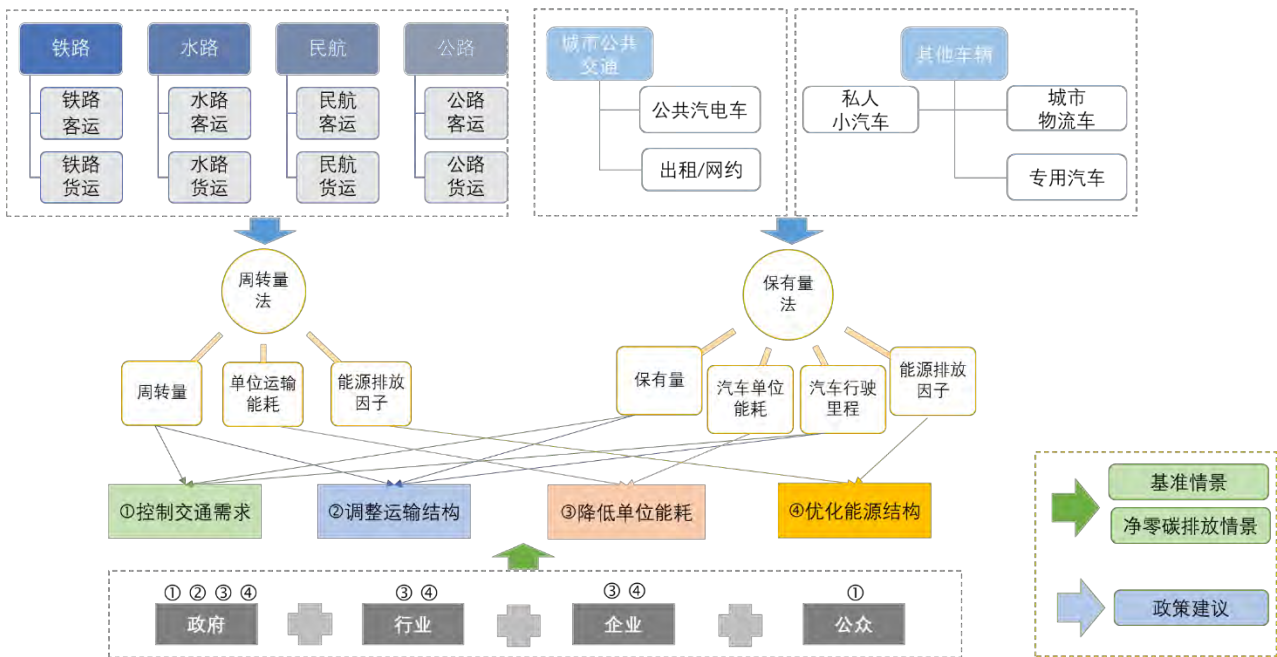 铁路
水路
民航
公路
城市公共
交通
其他车辆
铁路
客运
水路
客运
民航
客运
公路
客运
公共汽电车
私人
小汽车
城市
物流车
铁路
货运
水路
货运
民航
货运
公路
货运
出租/网约
专用汽车
周转量
法
保有量
法
周转量
单位运输
能耗
能源排放
因子
保有量
汽车单位
能耗
汽车行驶
里程
能源排放
因子
①控制交通需求
②调整运输结构
③降低单位能耗
④优化能源结构
基准情景
净零碳排放情景
政策建议
① ② ③ ④
政府
③ ④
行业
③ ④
企业
①
公众